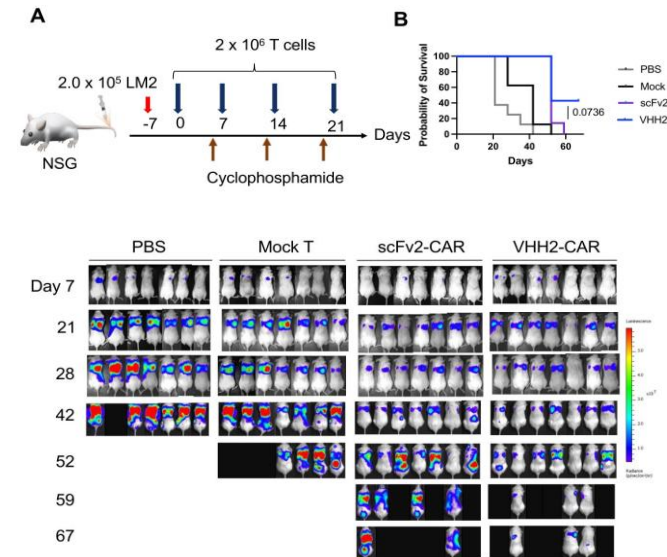 A
2 x 10⁶ T cells
2.0 x 10⁵ LM2
-7 0 7 14 21 Days
NSG
Cyclophosphamide
B
Probability of Survival
100
80
60
40
20
0
0 20 40 60
Days
PBS
Mock
scFv2
VHH2
0.0736
PBS Mock T scFv2-CAR VHH2-CAR
Day 7
21
28
42
52
59
67
Luminescence